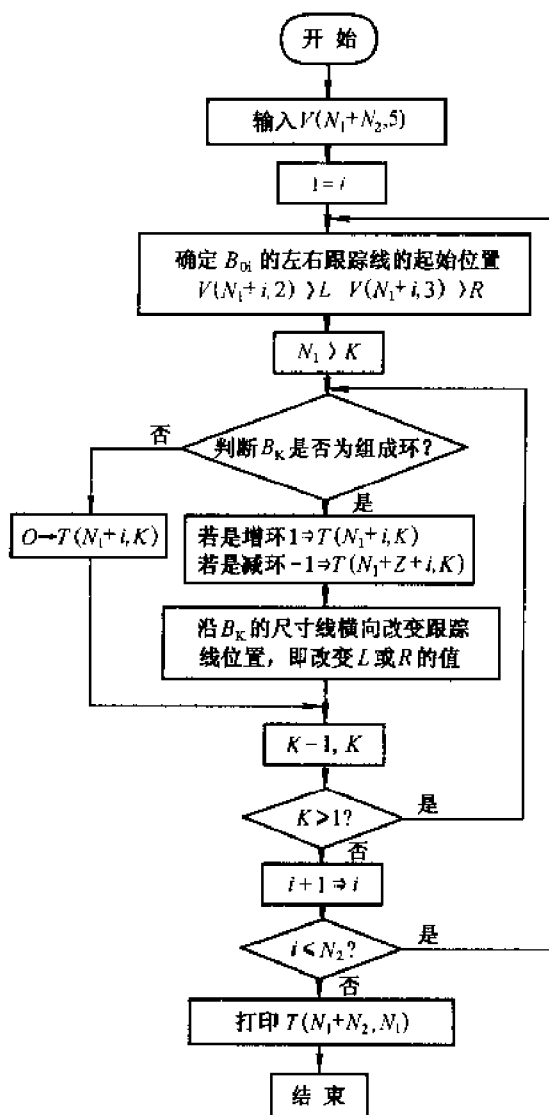 开 始
输入V(N₁+N₂,5)
1=i
确定 B₀ᵢ 的左右跟踪线的起始位置
V(N₁+i,2) 〉L V(N₁+i,3) 〉R
N₁ 〉K
判断 B_K 是否为组成环?
否
是
O→T(N₁+i,K)
若是增环1⇒T(N₁+i,K)
若是减环-1⇒T(N₁+Z+i,K)
沿 B_K 的尺寸线横向改变跟踪
线位置，即改变 L 或 R 的值
K-1, K
K⩾1?
是
否
i+1⇒i
i⩽N₂?
是
否
打印 T(N₁+N₂,N₁)
结 束